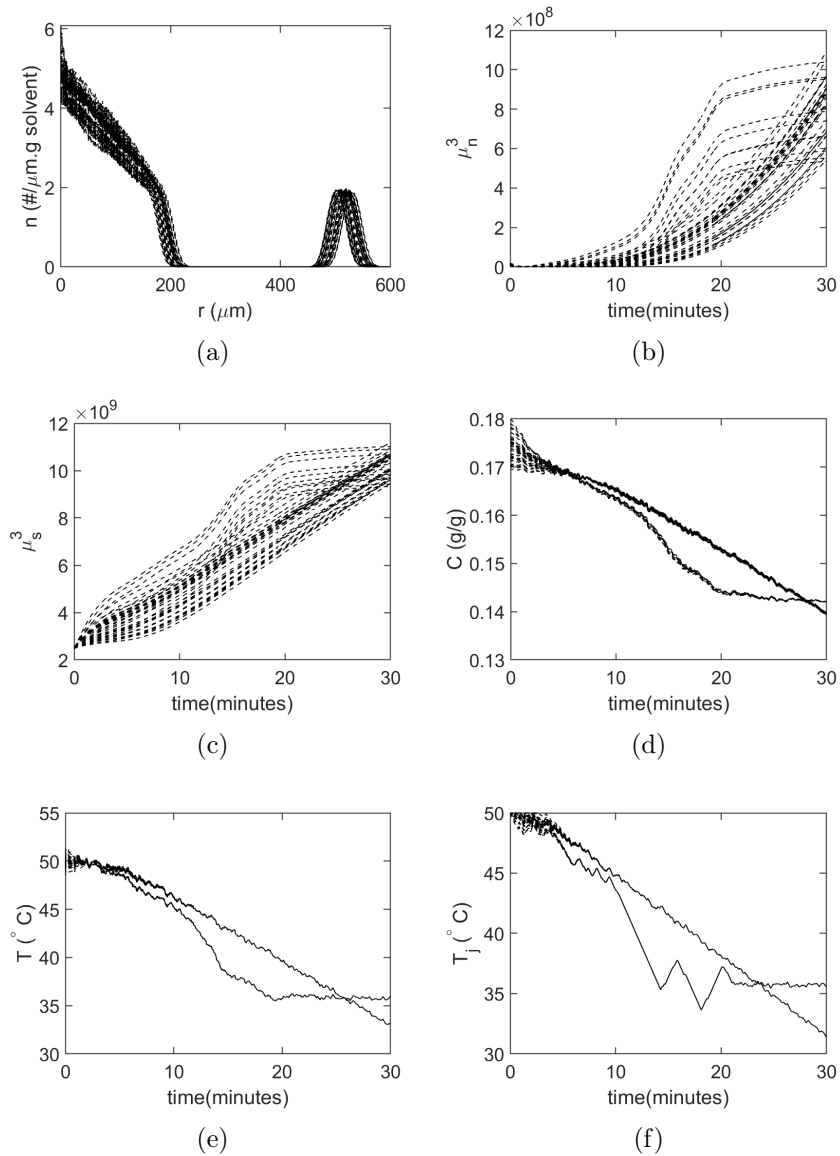 6
4
2
0
n (#/μm.g solvent)
0 200 400 600
r (μm)
(a)
×10⁸
12
10
8
6
4
2
0
μₙ³
0 10 20 30
time(minutes)
(b)
×10⁹
12
10
8
6
4
2
μₛ³
0 10 20 30
time(minutes)
(c)
0.18
0.17
0.16
0.15
0.14
0.13
C (g/g)
0 10 20 30
time(minutes)
(d)
55
50
45
40
35
30
T (° C)
0 10 20 30
time(minutes)
(e)
50
45
40
35
30
Tⱼ (° C)
0 10 20 30
time(minutes)
(f)